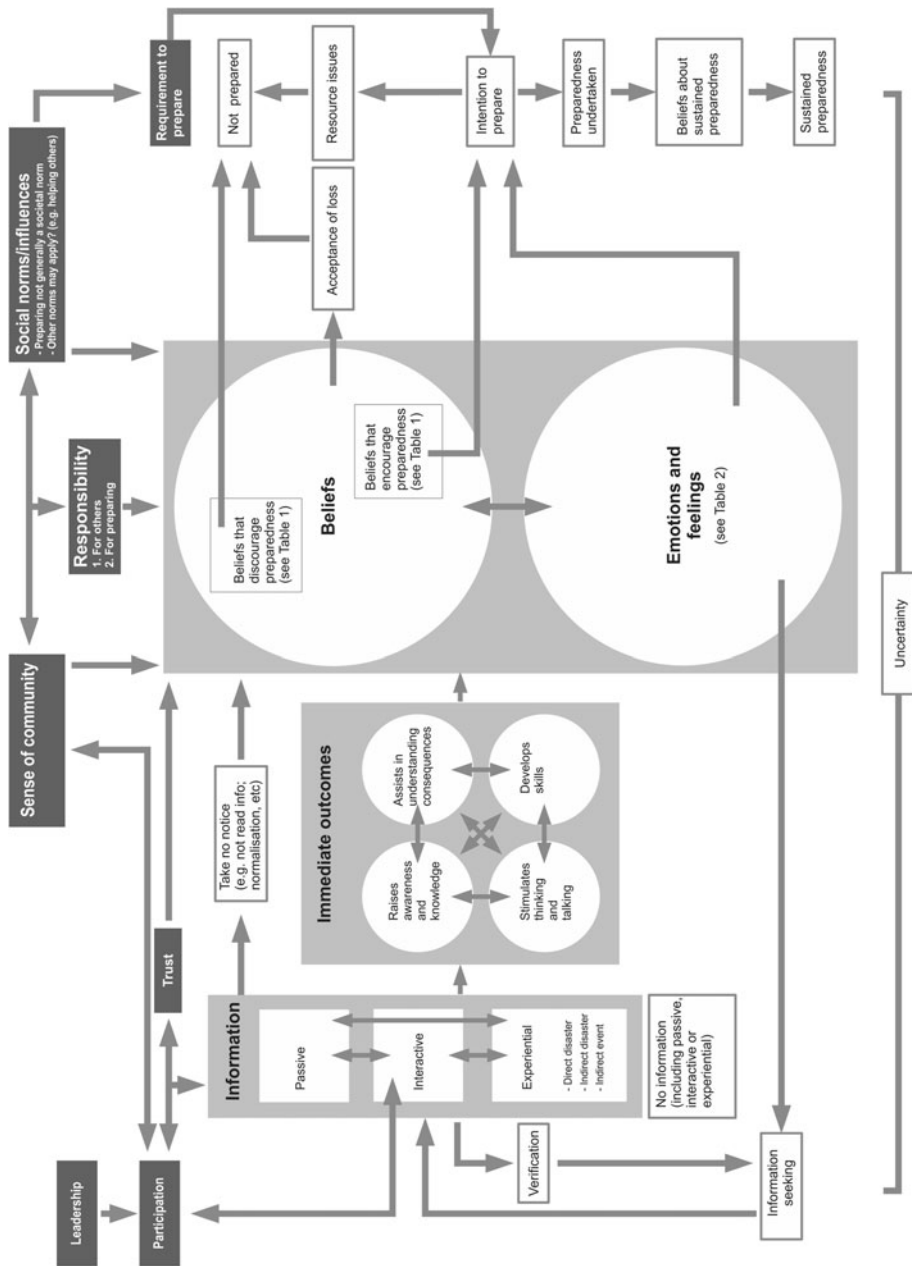 Leadership
Participation
Sense of community
Trust
Responsibility
1. For others
2. For preparing
Social norms/influences
- Preparing not generally a societal norm
- Other norms may apply? (e.g. helping others)
Requirement to
prepare
Information
Passive
Interactive
Experiential
- Direct disaster
- Indirect disaster
- Indirect event
No information
(including passive,
interactive or
experiential)
Verification
Information
seeking
Take no notice
(e.g. not read info;
normalisation, etc)
Immediate outcomes
Raises
awareness
and
knowledge
Assists in
understanding
consequences
Stimulates
thinking
and
talking
Develops
skills
Beliefs that
discourage
preparedness
(see Table 1)
Beliefs
Beliefs that
encourage
preparedness
(see Table 1)
Emotions and
feelings
(see Table 2)
Acceptance of loss
Not prepared
Resource issues
Intention to
prepare
Preparedness
undertaken
Beliefs about
sustained
preparedness
Sustained
preparedness
Uncertainty